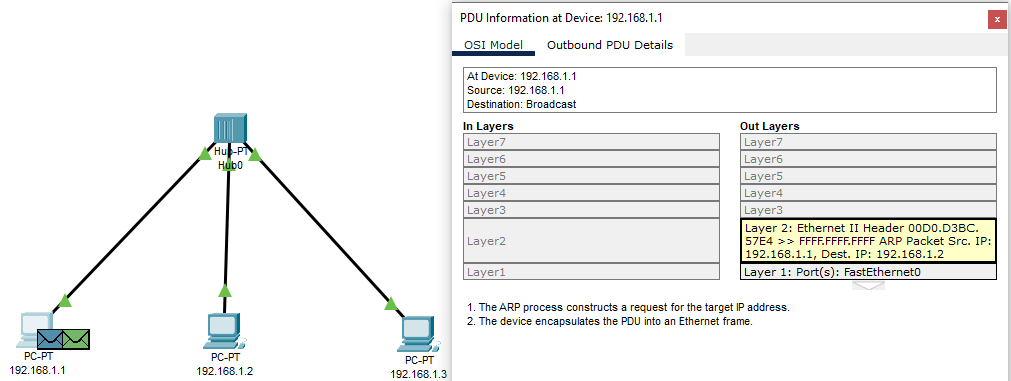 Hub-PT
Hub0
PC-PT
192.168.1.1
PC-PT
192.168.1.2
PC-PT
192.168.1.3
PDU Information at Device: 192.168.1.1
x
OSI Model
Outbound PDU Details
At Device: 192.168.1.1
Source: 192.168.1.1
Destination: Broadcast
In Layers
Layer7
Layer6
Layer5
Layer4
Layer3
Layer2
Layer1
Out Layers
Layer7
Layer6
Layer5
Layer4
Layer3
Layer 2: Ethernet II Header 00D0.D3BC.
57E4 >> FFFF.FFFF.FFFF ARP Packet Src. IP:
192.168.1.1, Dest. IP: 192.168.1.2
Layer 1: Port(s): FastEthernet0
1. The ARP process constructs a request for the target IP address.
2. The device encapsulates the PDU into an Ethernet frame.